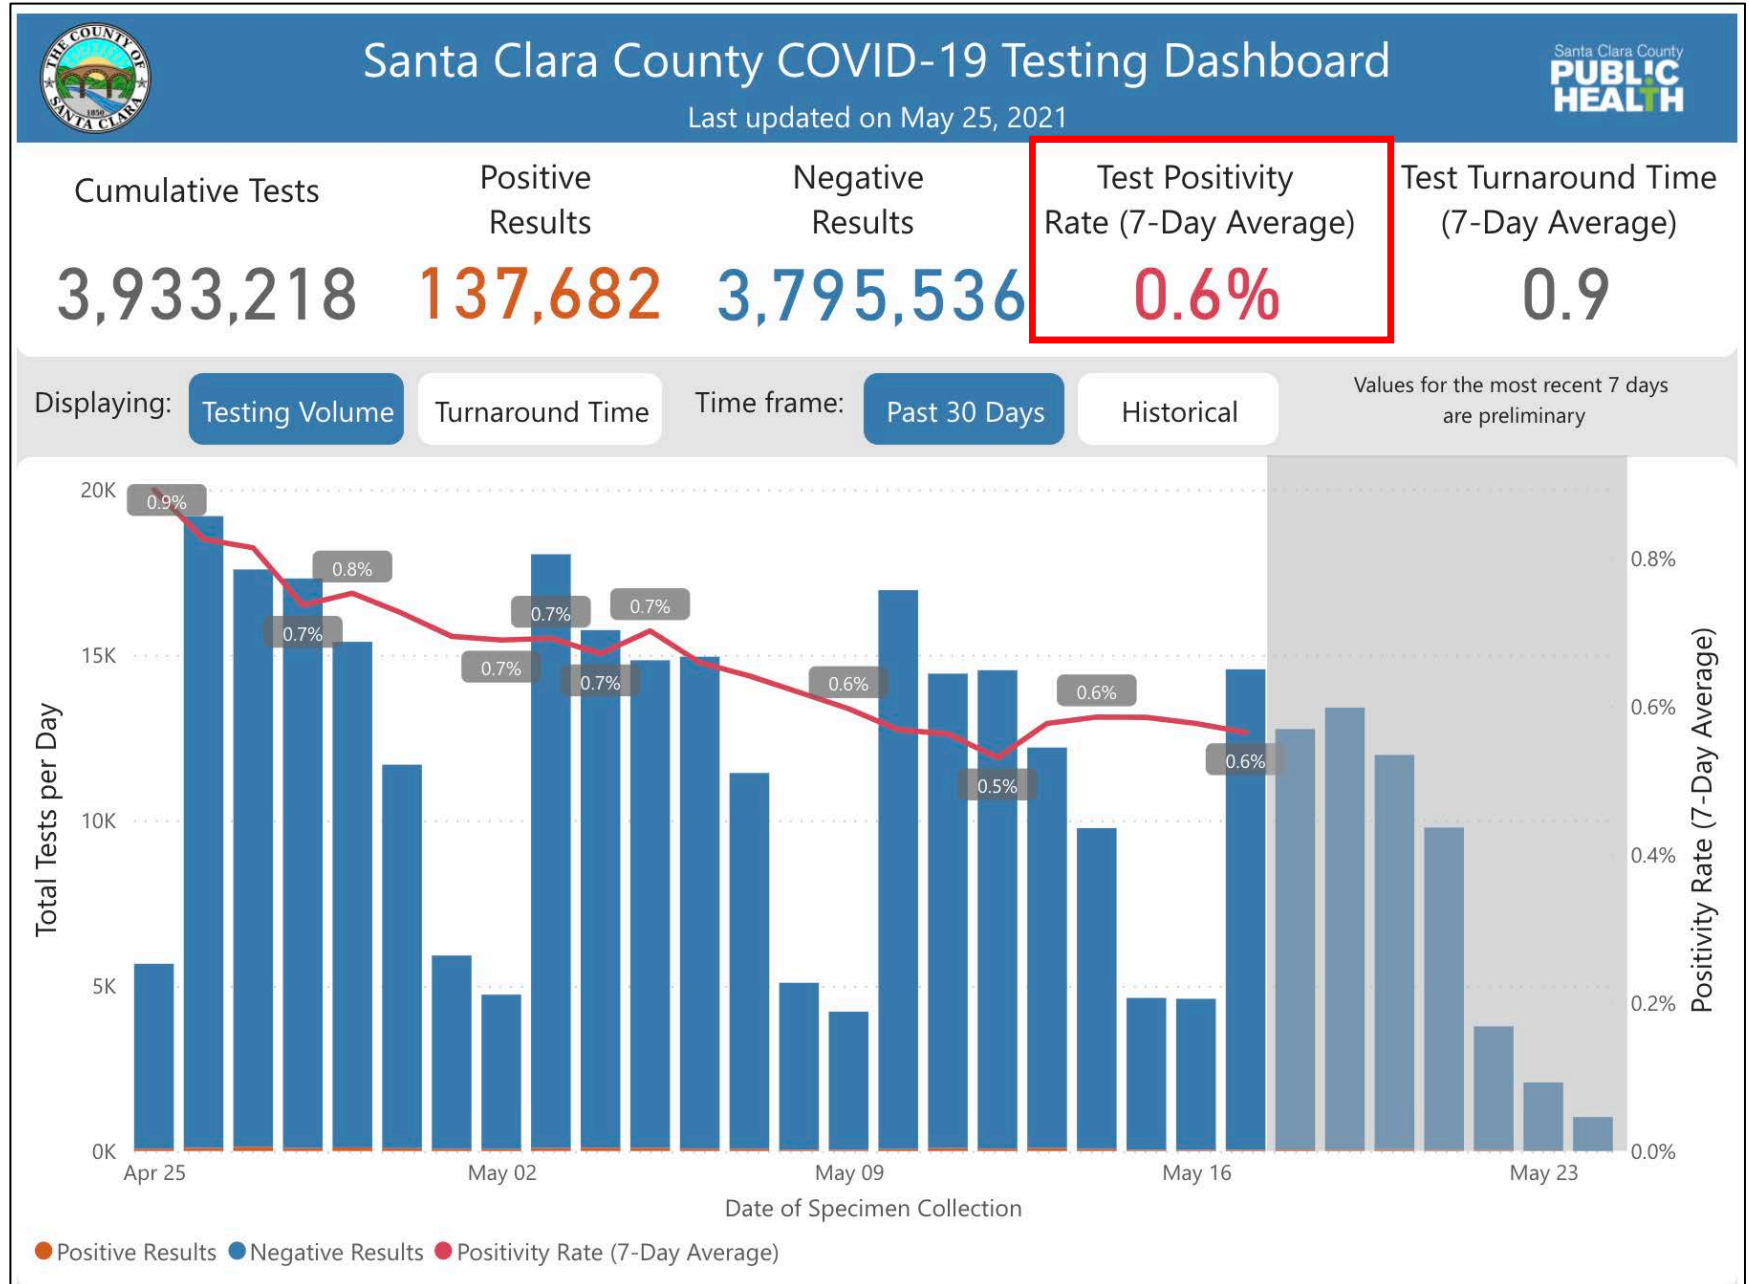 THE COUNTY OF
SANTA CLARA
1850
Santa Clara County COVID-19 Testing Dashboard
Last updated on May 25, 2021
Santa Clara County
PUBLIC
HEALTH
Cumulative Tests
3,933,218
Positive
Results
137,682
Negative
Results
3,795,536
Test Positivity
Rate (7-Day Average)
0.6%
Test Turnaround Time
(7-Day Average)
0.9
Displaying:
Testing Volume
Turnaround Time
Time frame:
Past 30 Days
Historical
Values for the most recent 7 days
are preliminary
Total Tests per Day
20K
15K
10K
5K
0K
0.9%
0.7%
0.8%
0.7%
0.7%
0.7%
0.7%
0.6%
0.5%
0.6%
0.6%
0.8%
0.6%
0.4%
0.2%
0.0%
Positivity Rate (7-Day Average)
Apr 25
May 02
May 09
May 16
May 23
Date of Specimen Collection
Positive Results
Negative Results
Positivity Rate (7-Day Average)